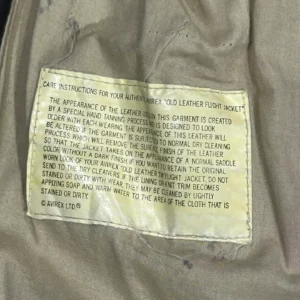 CARE INSTRUCTIONS FOR YOUR AUTHENTIC AVIREX "OLD LEATHER FLIGHT JACKET"
THE APPEARANCE OF THE LEATHER USED IN THIS GARMENT IS CREATED
BY A SPECIAL HAND TANNING PROCESS & IS DESIGNED TO LOOK
OLDER WITH EACH WEARING. THE APPEARANCE OF THIS LEATHER WILL
BE ALTERED IF THE GARMENT IS SUBJECTED TO NORMAL DRY CLEANING
PROCESS WHICH WILL REMOVE THE SURFACE FINISH OF THE LEATHER
SO THAT THE JACKET TAKES ON THE APPEARANCE OF A NORMAL SADDLE
COLOR WITHOUT A DARK FINISH. IF YOU WANT TO RETAIN THE ORIGINAL
WORN LOOK OF YOUR AVIREX OLD LEATHER FLIGHT JACKET, DO NOT
SEND TO THE DRY CLEANERS. IF THE LINING OR KNIT TRIM BECOMES
STAINED OR DIRTY WITH WEAR, THEY MAY BE CLEANED BY LIGHTLY
APPLYING SOAP AND WARM WATER TO THE AREA OF THE CLOTH THAT IS
STAINED OR DIRTY.
© AVIREX LTD®